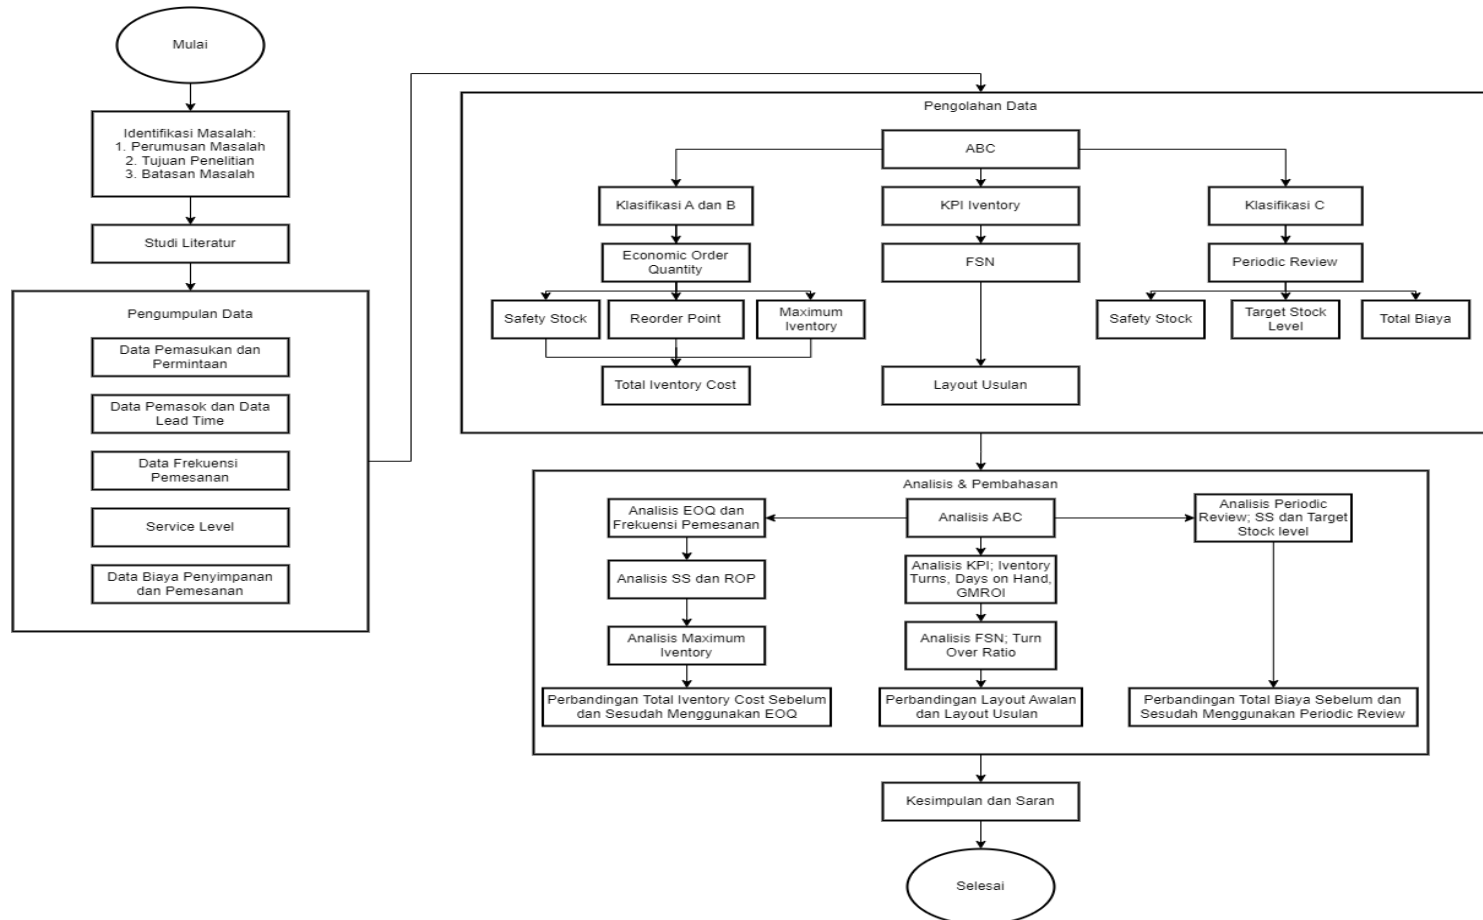 Mulai
Identifikasi Masalah:
1. Perumusan Masalah
2. Tujuan Penelitian
3. Batasan Masalah
Studi Literatur
Pengumpulan Data
Data Pemasukan dan
Permintaan
Data Pemasok dan Data
Lead Time
Data Frekuensi
Pemesanan
Service Level
Data Biaya Penyimpanan
dan Pemesanan
Pengolahan Data
ABC
Klasifikasi A dan B
KPI Iventory
Klasifikasi C
Economic Order
Quantity
FSN
Periodic Review
Safety Stock
Reorder Point
Maximum
Iventory
Safety Stock
Target Stock
Level
Total Biaya
Total Iventory Cost
Layout Usulan
Analisis & Pembahasan
Analisis EOQ dan
Frekuensi Pemesanan
Analisis ABC
Analisis Periodic
Review; SS dan Target
Stock level
Analisis SS dan ROP
Analisis KPI; Iventory
Turns, Days on Hand,
GMROI
Analisis Maximum
Iventory
Analisis FSN; Turn
Over Ratio
Perbandingan Total Iventory Cost Sebelum
dan Sesudah Menggunakan EOQ
Perbandingan Layout Awalan
dan Layout Usulan
Perbandingan Total Biaya Sebelum dan
Sesudah Menggunakan Periodic Review
Kesimpulan dan Saran
Selesai